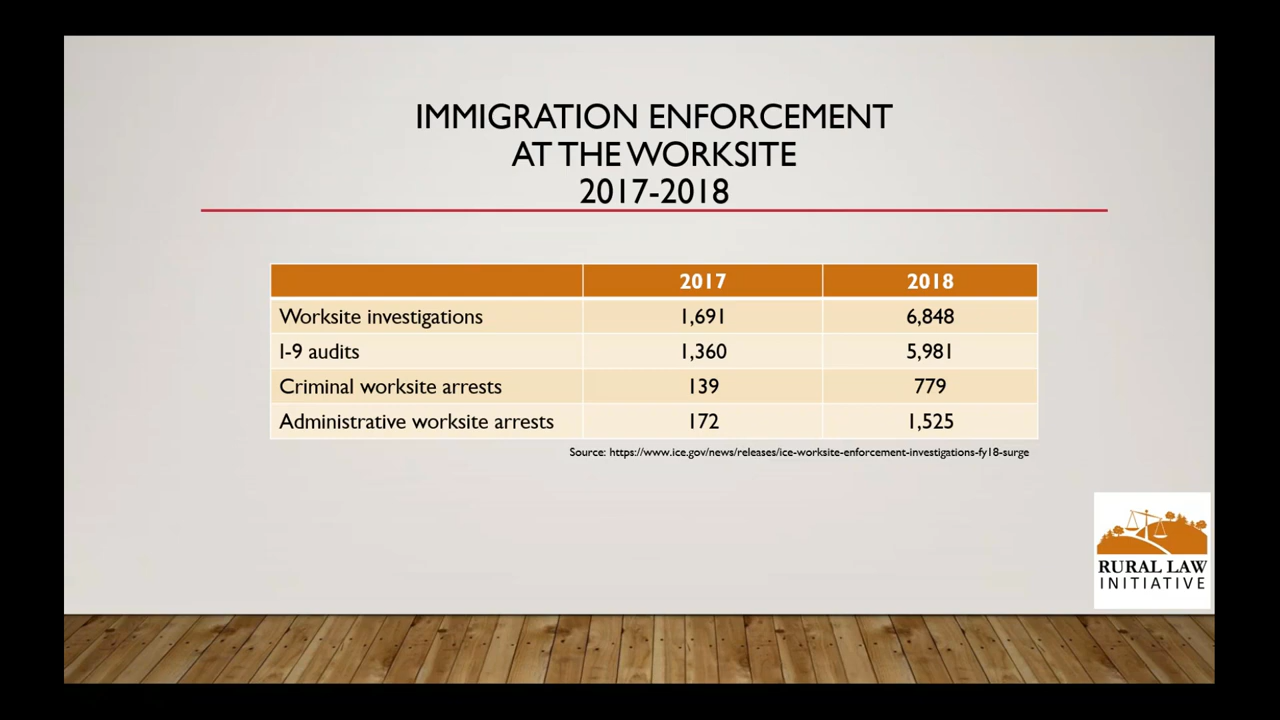 IMMIGRATION ENFORCEMENT
AT THE WORKSITE
2017-2018
2017 2018
Worksite investigations 1,691 6,848
I-9 audits 1,360 5,981
Criminal worksite arrests 139 779
Administrative worksite arrests 172 1,525
Source: https://www.ice.gov/news/releases/ice-worksite-enforcement-investigations-fy18-surge
RURAL LAW
INITIATIVE